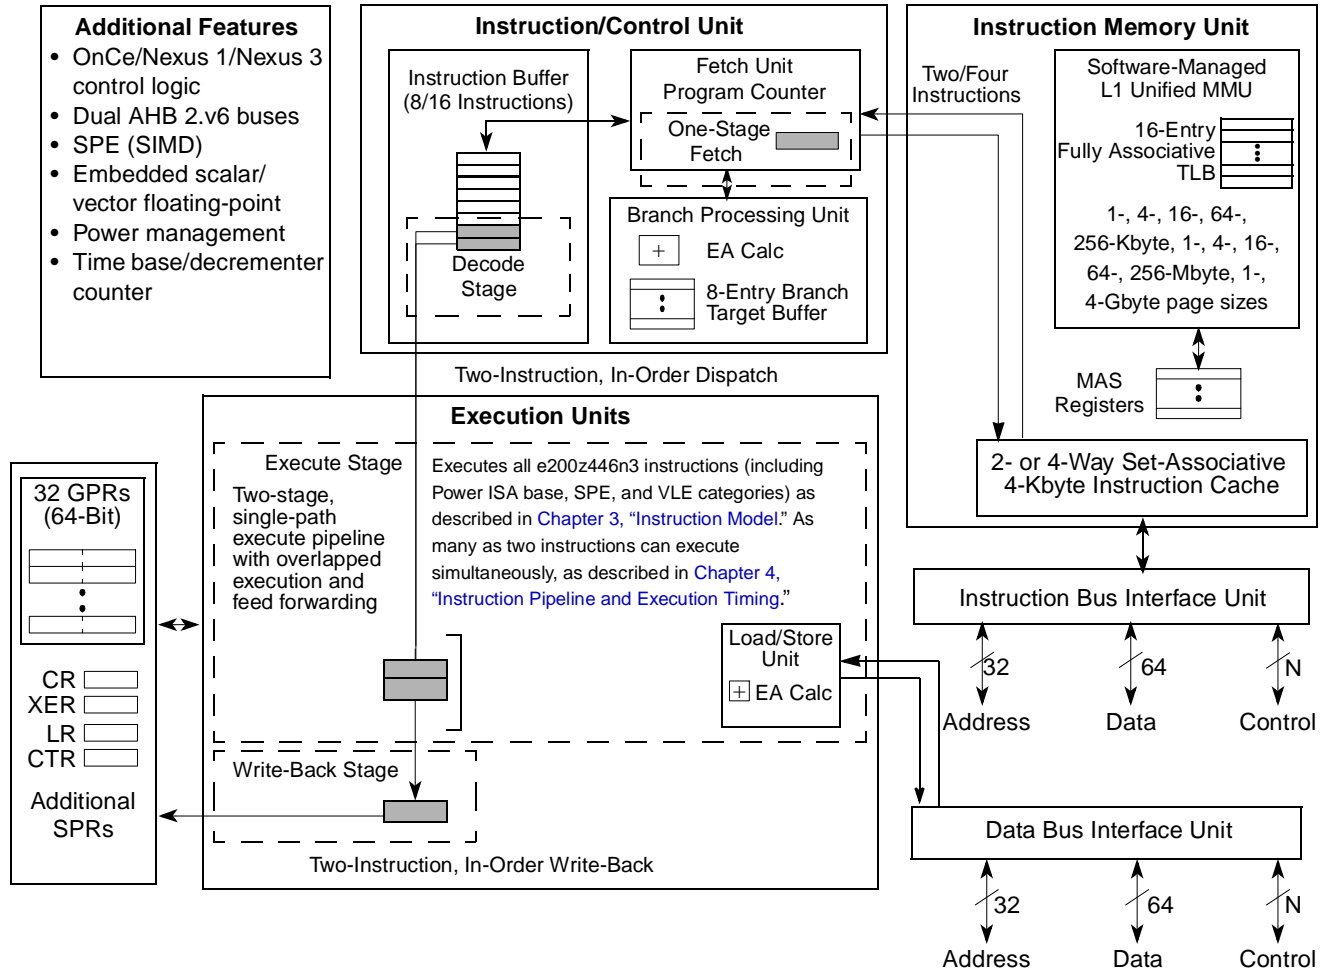 Additional Features
• OnCe/Nexus 1/Nexus 3
control logic
• Dual AHB 2.v6 buses
• SPE (SIMD)
• Embedded scalar/
vector floating-point
• Power management
• Time base/decrementer
counter
Instruction/Control Unit
Instruction Buffer
(8/16 Instructions)
Decode
Stage
Fetch Unit
Program Counter
One-Stage
Fetch
Branch Processing Unit
+ EA Calc
8-Entry Branch
Target Buffer
Two-Instruction, In-Order Dispatch
Instruction Memory Unit
Two/Four
Instructions
Software-Managed
L1 Unified MMU
16-Entry
Fully Associative
TLB
1-, 4-, 16-, 64-,
256-Kbyte, 1-, 4-, 16-,
64-, 256-Mbyte, 1-,
4-Gbyte page sizes
MAS
Registers
2- or 4-Way Set-Associative
4-Kbyte Instruction Cache
Execution Units
Execute Stage
Two-stage,
single-path
execute pipeline
with overlapped
execution and
feed forwarding
Executes all e200z446n3 instructions (including
Power ISA base, SPE, and VLE categories) as
described in Chapter 3, “Instruction Model.” As
many as two instructions can execute
simultaneously, as described in Chapter 4,
“Instruction Pipeline and Execution Timing.”
Load/Store
Unit
+ EA Calc
Write-Back Stage
Two-Instruction, In-Order Write-Back
32 GPRs
(64-Bit)
CR
XER
LR
CTR
Additional
SPRs
Instruction Bus Interface Unit
32 64 N
Address Data Control
Data Bus Interface Unit
32 64 N
Address Data Control